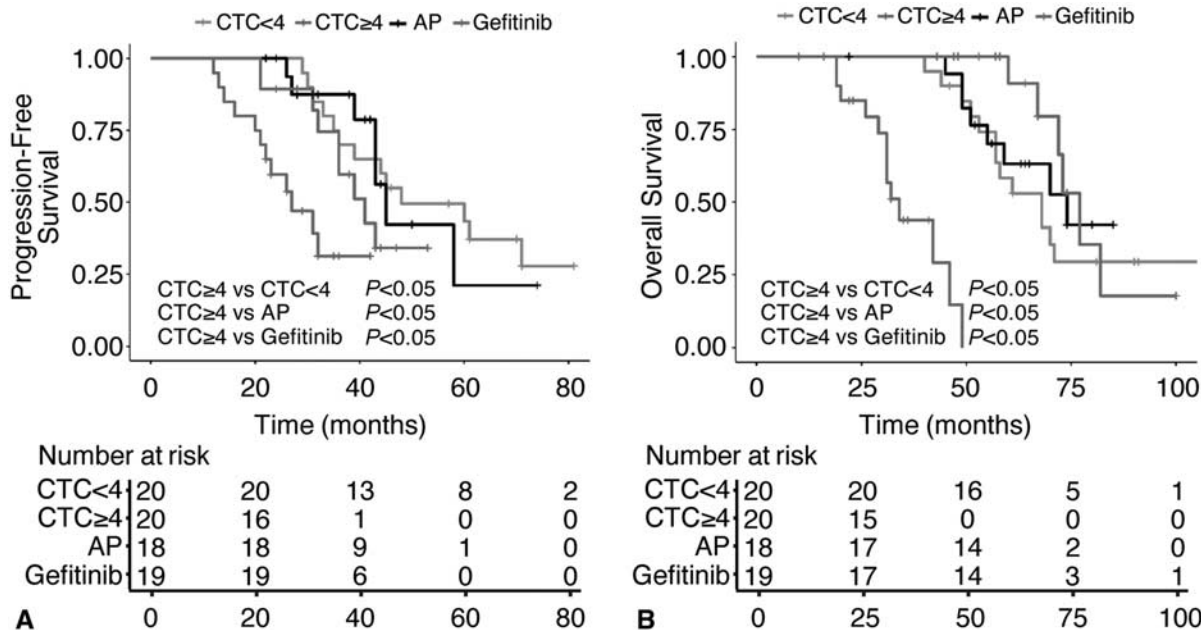 CTC<4 CTC≥4 AP Gefitinib
1.00
0.75
0.50
0.25
0.00
Progression-Free
Survival
CTC≥4 vs CTC<4 P<0.05
CTC≥4 vs AP P<0.05
CTC≥4 vs Gefitinib P<0.05
0 20 40 60 80
Time (months)
Number at risk
CTC<4 20 20 13 8 2
CTC≥4 20 16 1 0 0
AP 18 18 9 1 0
Gefitinib 19 19 6 0 0
A 0 20 40 60 80
CTC<4 CTC≥4 AP Gefitinib
1.00
0.75
0.50
0.25
0.00
Overall Survival
CTC≥4 vs CTC<4 P<0.05
CTC≥4 vs AP P<0.05
CTC≥4 vs Gefitinib P<0.05
0 25 50 75 100
Time (months)
Number at risk
CTC<4 20 20 16 5 1
CTC≥4 20 15 0 0 0
AP 18 17 14 2 0
Gefitinib 19 17 14 3 1
B 0 25 50 75 100